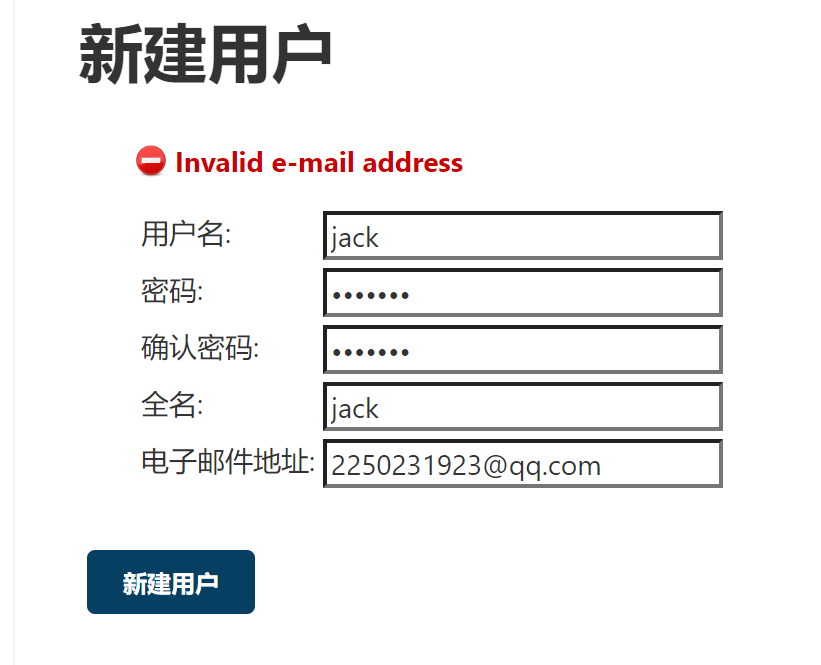 新建用户
Invalid e-mail address
用户名: jack
密码: •••••••
确认密码: •••••••
全名: jack
电子邮件地址: 2250231923@qq.com
新建用户